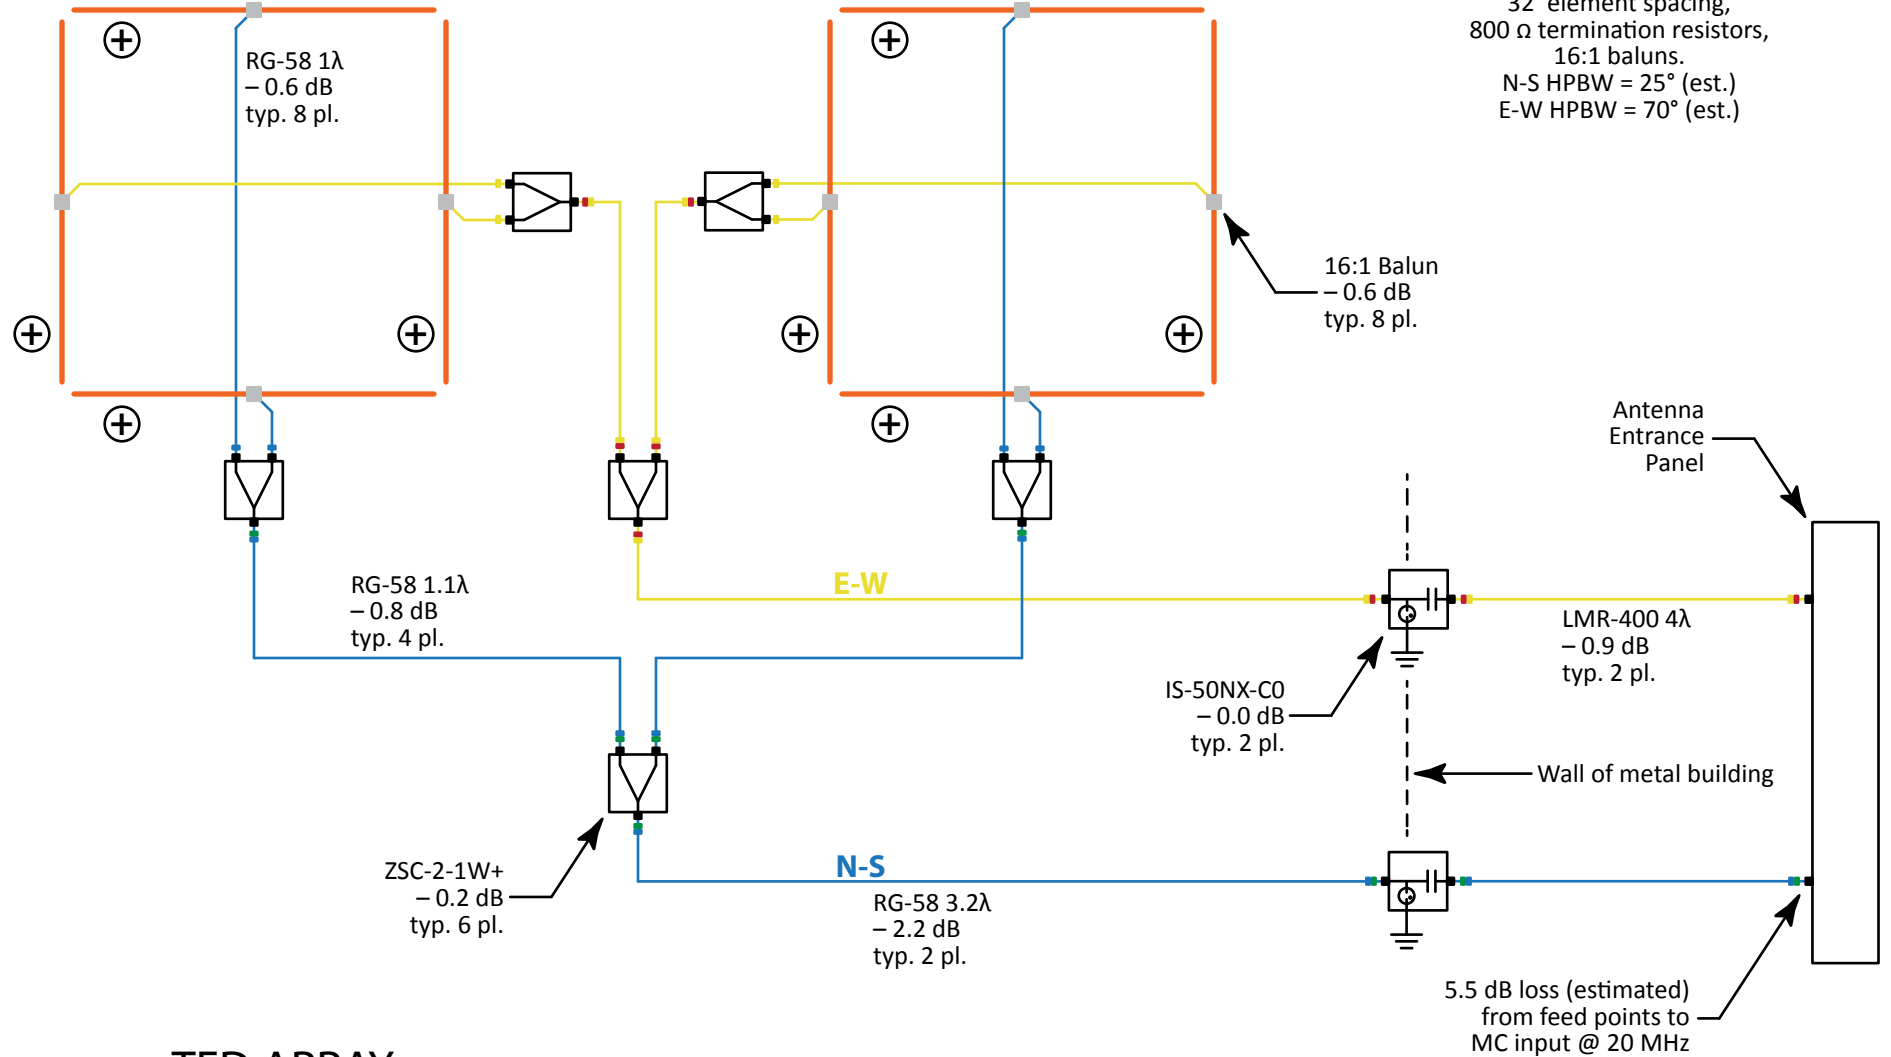 32' element spacing,
800 Ω termination resistors,
16:1 baluns.
N-S HPBW = 25° (est.)
E-W HPBW = 70° (est.)
RG-58 1λ
– 0.6 dB
typ. 8 pl.
16:1 Balun
– 0.6 dB
typ. 8 pl.
Antenna
Entrance
Panel
RG-58 1.1λ
– 0.8 dB
typ. 4 pl.
E-W
LMR-400 4λ
– 0.9 dB
typ. 2 pl.
IS-50NX-C0
– 0.0 dB
typ. 2 pl.
Wall of metal building
ZSC-2-1W+
– 0.2 dB
typ. 6 pl.
N-S
RG-58 3.2λ
– 2.2 dB
typ. 2 pl.
5.5 dB loss (estimated)
from feed points to
MC input @ 20 MHz
TFD ARRAY